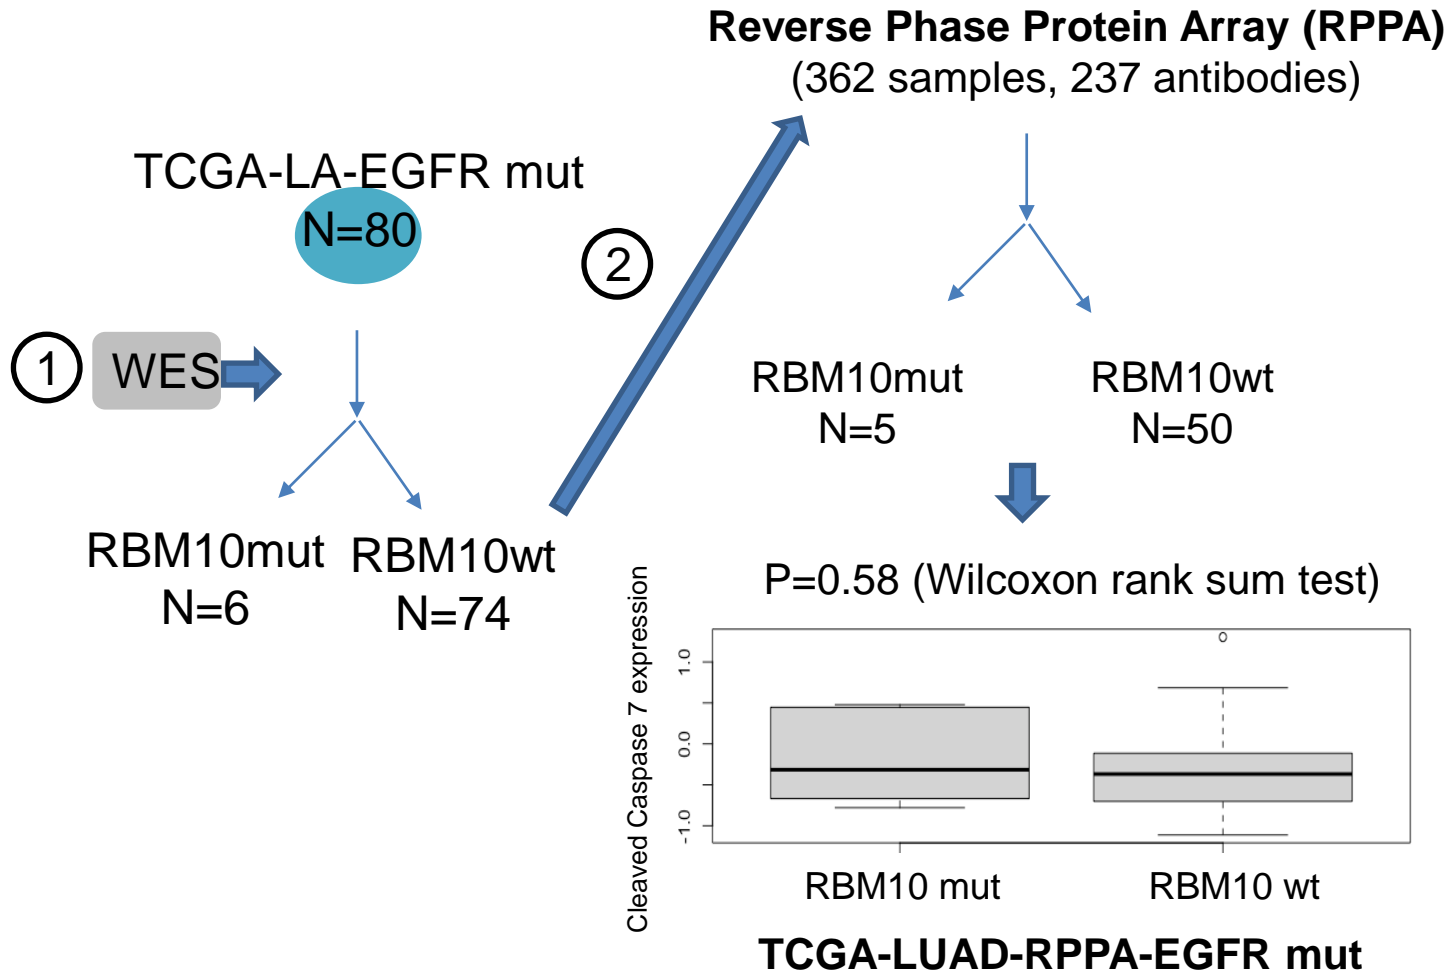 Reverse Phase Protein Array (RPPA)
(362 samples, 237 antibodies)
TCGA-LA-EGFR mut
N=80
2
1
WES
RBM10mut
N=6
RBM10wt
N=74
RBM10mut
N=5
RBM10wt
N=50
P=0.58 (Wilcoxon rank sum test)
Cleaved Caspase 7 expression
1.0
0.0
-1.0
RBM10 mut
RBM10 wt
TCGA-LUAD-RPPA-EGFR mut